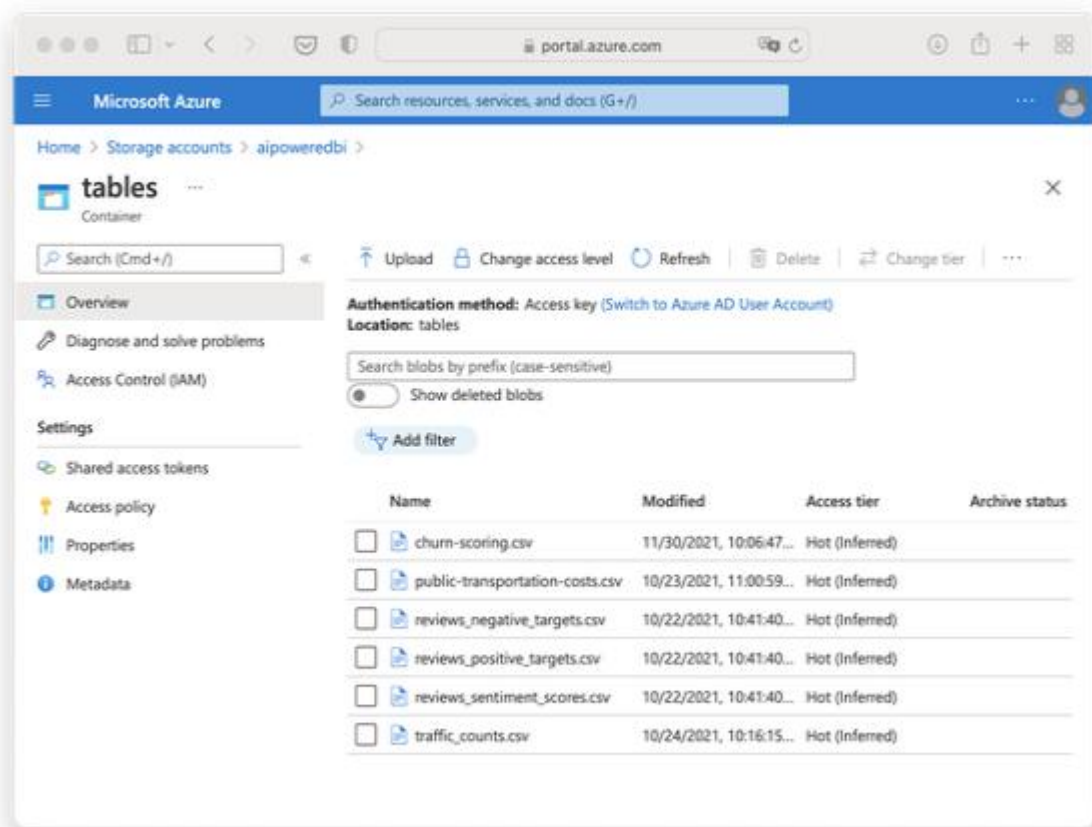 portal.azure.com
Microsoft Azure
Search resources, services, and docs (G+/)
...
Home > Storage accounts > aipoweredbi >
tables ...
Container
Search (Cmd+/)
«
Overview
Diagnose and solve problems
Access Control (IAM)
Settings
Shared access tokens
Access policy
Properties
Metadata
Upload Change access level Refresh Delete Change tier ...
Authentication method: Access key (Switch to Azure AD User Account)
Location: tables
Search blobs by prefix (case-sensitive)
Show deleted blobs
Add filter
Name Modified Access tier Archive status
churn-scoring.csv 11/30/2021, 10:06:47... Hot (Inferred)
public-transportation-costs.csv 10/23/2021, 11:00:59... Hot (Inferred)
reviews_negative_targets.csv 10/22/2021, 10:41:40... Hot (Inferred)
reviews_positive_targets.csv 10/22/2021, 10:41:40... Hot (Inferred)
reviews_sentiment_scores.csv 10/22/2021, 10:41:40... Hot (Inferred)
traffic_counts.csv 10/24/2021, 10:16:15... Hot (Inferred)